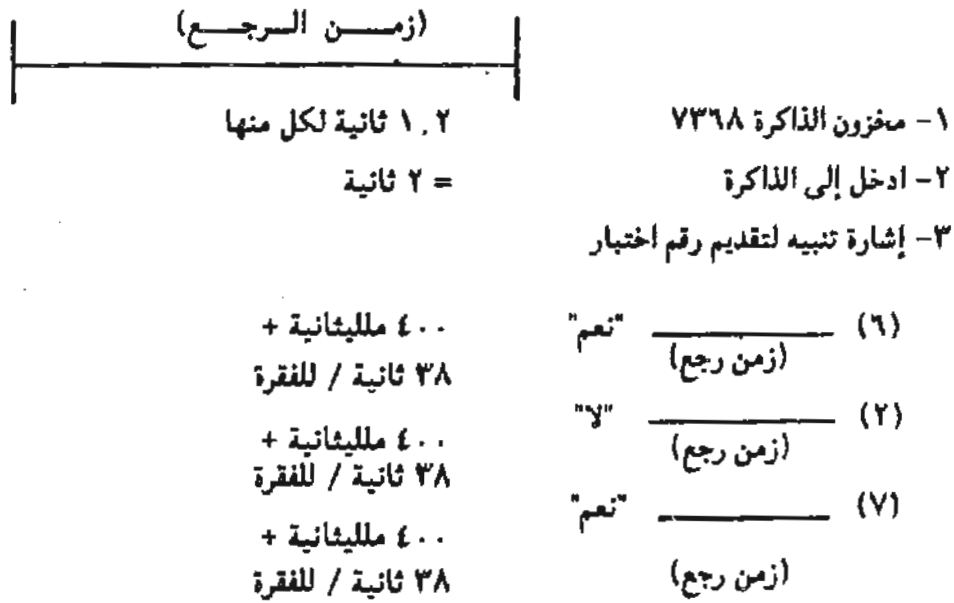 (زمن الرجع)
١- مخزون الذاكرة ٧٣٦٨ ١,٢ ثانية لكل منها
٢- ادخل إلى الذاكرة = ٢ ثانية
٣- إشارة تنبيه لتقديم رقم اختبار
(٦) "نعم" ٤٠٠ ملليثانية +
(زمن رجع) ٣٨ ثانية / للفقرة
(٢) "لا" ٤٠٠ ملليثانية +
(زمن رجع) ٣٨ ثانية / للفقرة
(٧) "نعم" ٤٠٠ ملليثانية +
(زمن رجع) ٣٨ ثانية / للفقرة